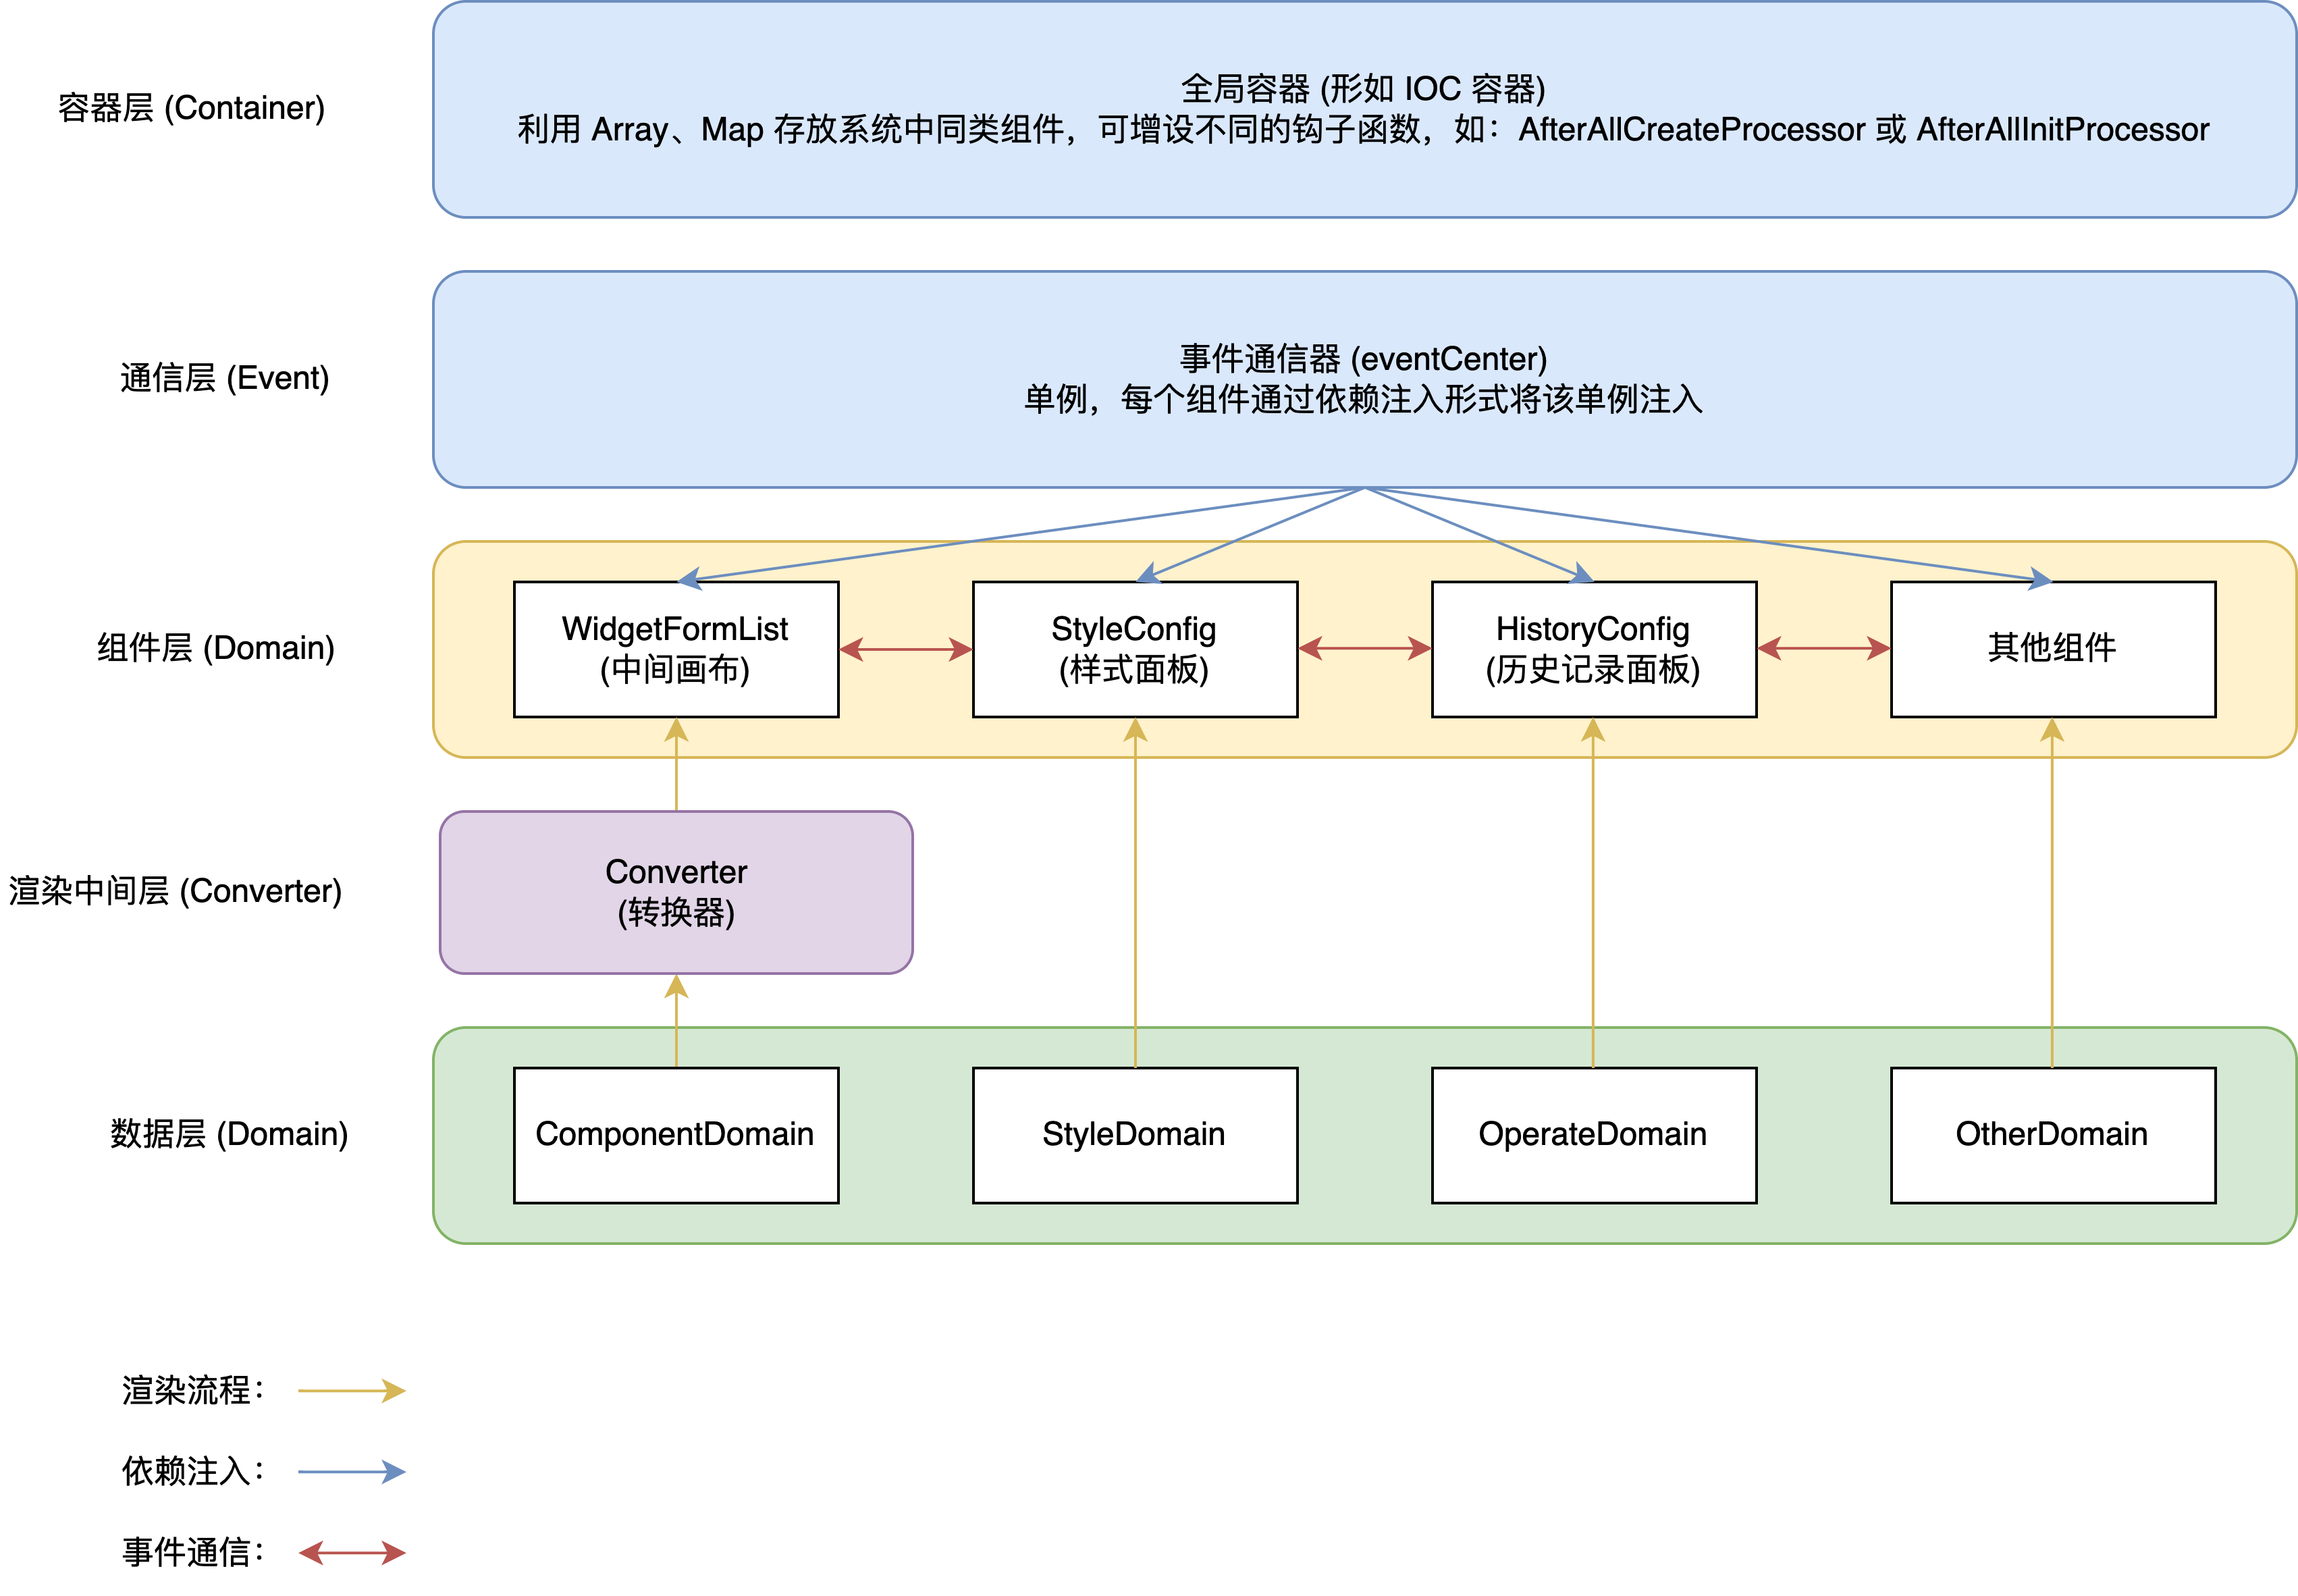 容器层 (Container)
全局容器 (形如 IOC 容器)
利用 Array、Map 存放系统中同类组件，可增设不同的钩子函数，如：AfterAllCreateProcessor 或 AfterAllInitProcessor
通信层 (Event)
事件通信器 (eventCenter)
单例，每个组件通过依赖注入形式将该单例注入
组件层 (Domain)
WidgetFormList
(中间画布)
StyleConfig
(样式面板)
HistoryConfig
(历史记录面板)
其他组件
渲染中间层 (Converter)
Converter
(转换器)
数据层 (Domain)
ComponentDomain
StyleDomain
OperateDomain
OtherDomain
渲染流程：
依赖注入：
事件通信：